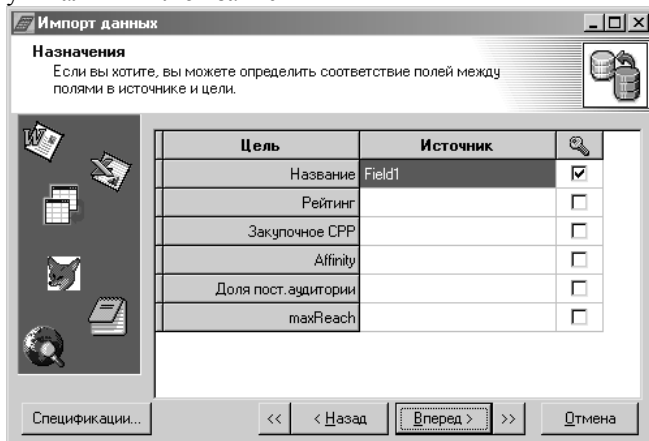 Импорт данных
Назначения
Если вы хотите, вы можете определить соответствие полей между
полями в источнике и цели.
Цель Источник
Название Field1
Рейтинг
Закупочное CPP
Affinity
Доля пост.аудитории
maxReach
Спецификации... << < Назад Вперед > >> Отмена